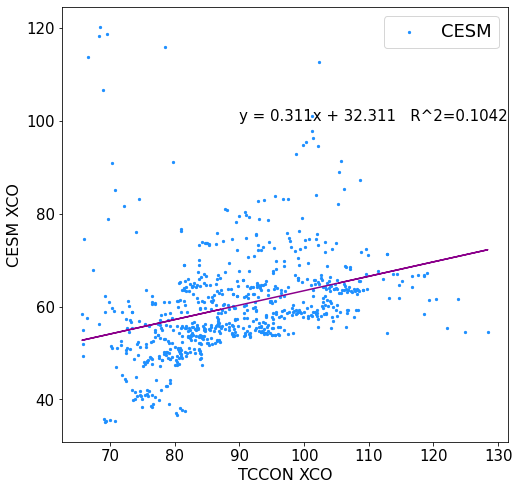 CESM
y = 0.311x + 32.311   R^2=0.1042
CESM XCO
120
100
80
60
40
70 80 90 100 110 120 130
TCCON XCO